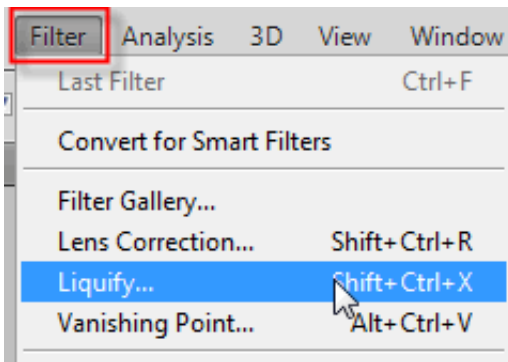 Filter Analysis 3D View Window
Last Filter Ctrl+F
Convert for Smart Filters
Filter Gallery...
Lens Correction... Shift+Ctrl+R
Liquify... Shift+Ctrl+X
Vanishing Point... Alt+Ctrl+V